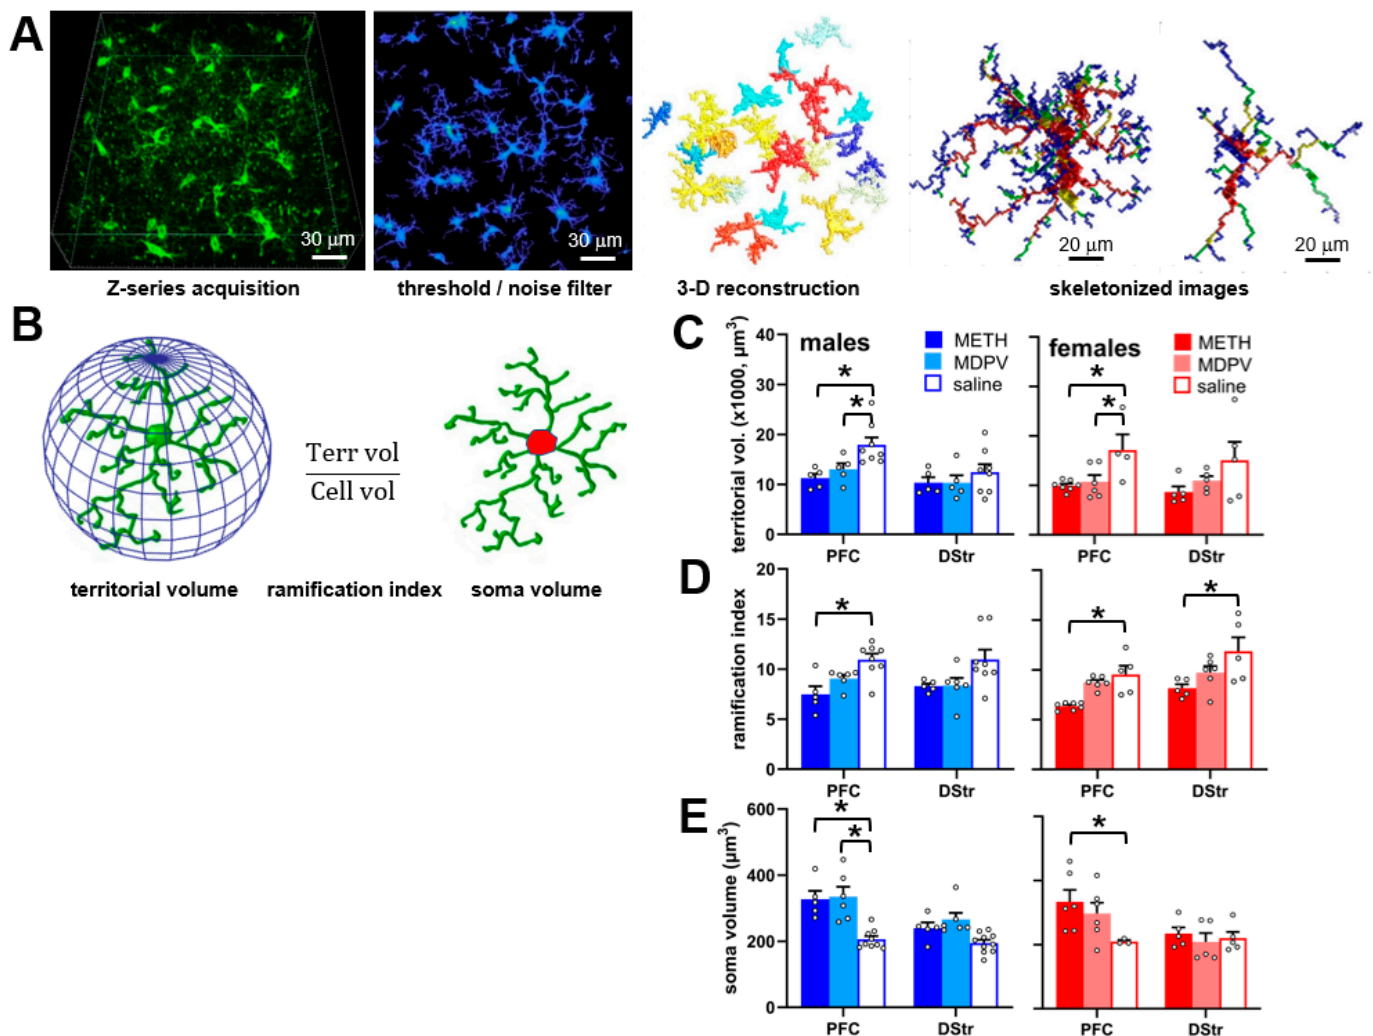 A
30 µm
30 µm
20 µm
20 µm
Z-series acquisition
threshold / noise filter
3-D reconstruction
skeletonized images
B
Terr vol
Cell vol
territorial volume
ramification index
soma volume
C
territorial vol. (x1000, µm³)
40
30
20
10
0
males
METH
MDPV
saline
*
*
PFC
DStr
females
METH
MDPV
saline
*
*
PFC
DStr
D
ramification index
20
15
10
5
0
*
PFC
DStr
*
*
PFC
DStr
E
soma volume (µm³)
600
400
200
0
*
*
PFC
DStr
*
PFC
DStr